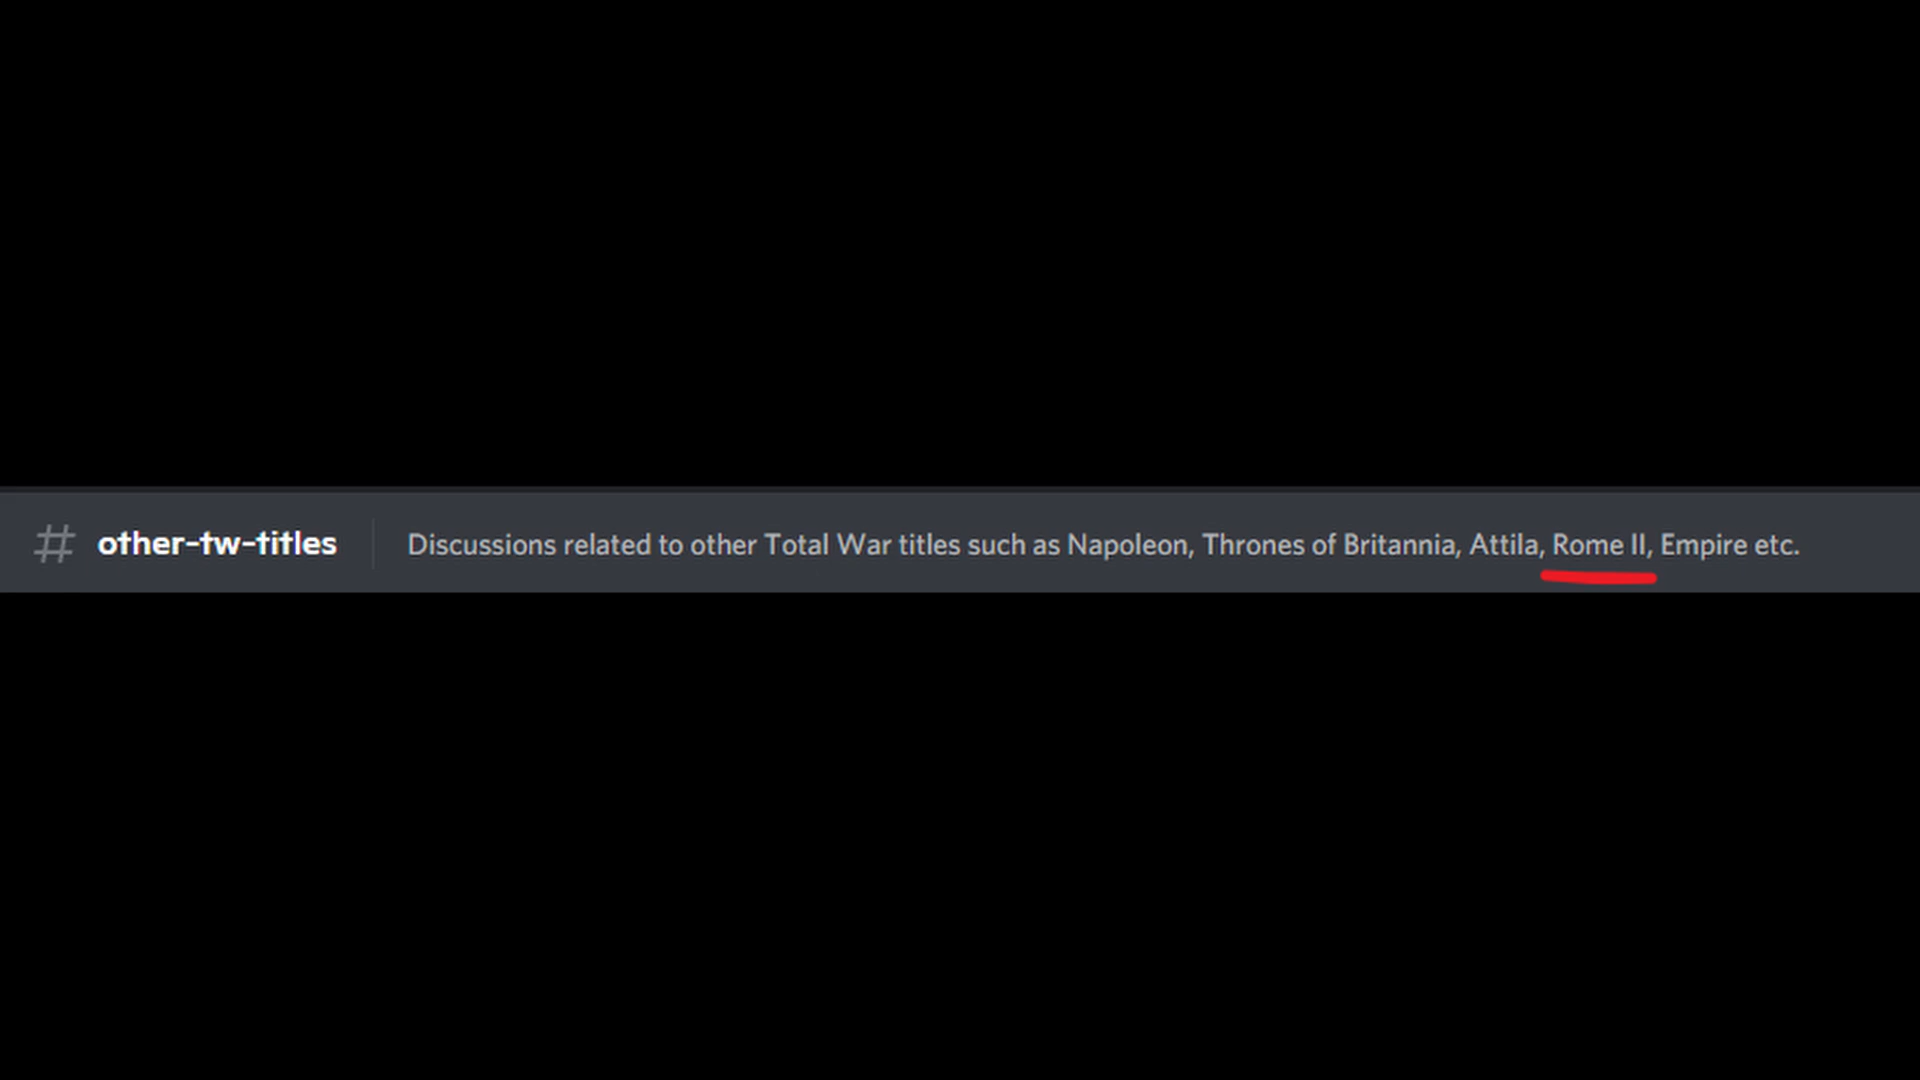 # other-tw-titles Discussions related to other Total War titles such as Napoleon, Thrones of Britannia, Attila, Rome II, Empire etc.